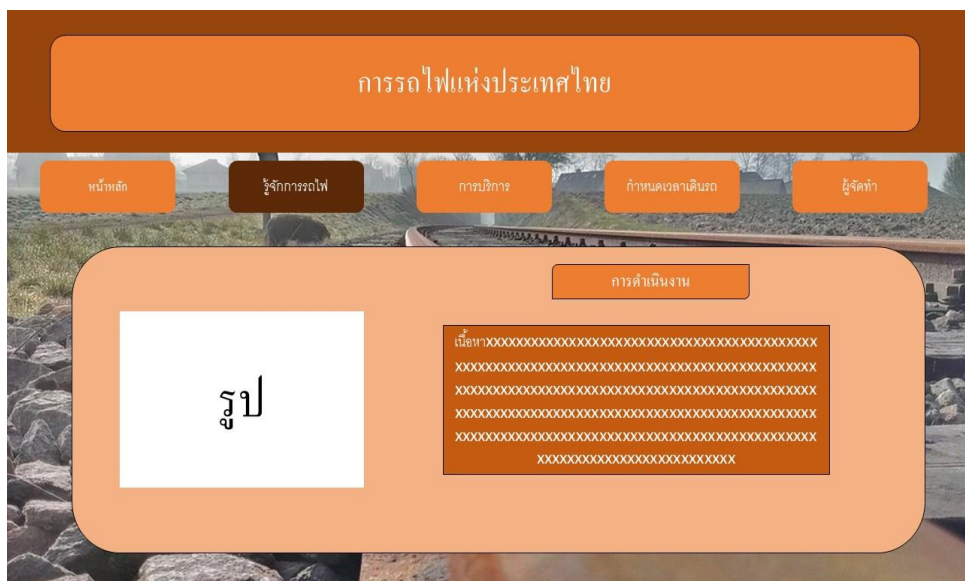 การรถไฟแห่งประเทศไทย
หน้าหลัก
รู้จักการรถไฟ
การบริการ
กำหนดเวลาเดินรถ
ผู้จัดทำ
การดำเนินงาน
รูป
เนื้อหาxxxxxxxxxxxxxxxxxxxxxxxxxxxxxxxxxxxxxxxxxxxxx
xxxxxxxxxxxxxxxxxxxxxxxxxxxxxxxxxxxxxxxxxxxxxxxxx
xxxxxxxxxxxxxxxxxxxxxxxxxxxxxxxxxxxxxxxxxxxxxxxxx
xxxxxxxxxxxxxxxxxxxxxxxxxxxxxxxxxxxxxxxxxxxxxxxxx
xxxxxxxxxxxxxxxxxxxxxxxxxxxxxxxxxxxxxxxxxxxxxxxxx
xxxxxxxxxxxxxxxxxxxxxxxxxxx